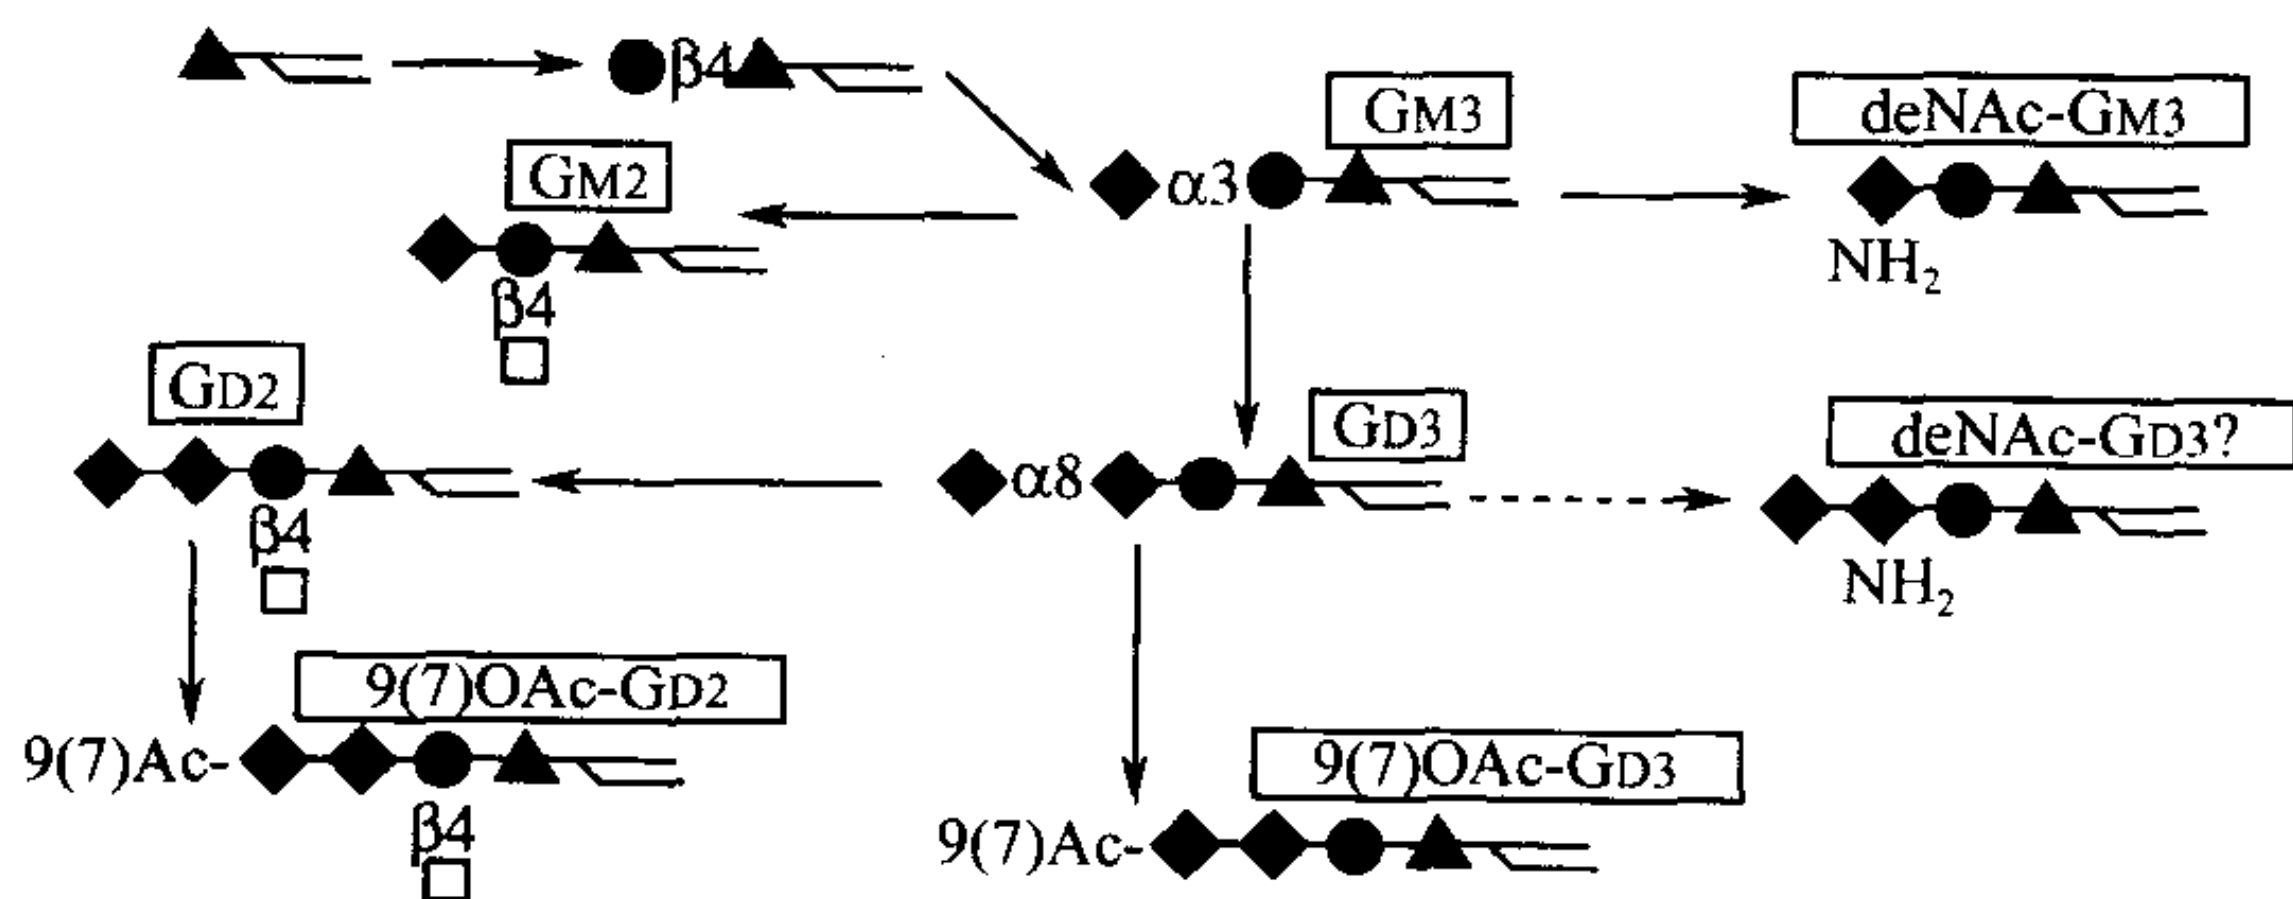 β4
GM3
deNAc-GM3
GM2
α3
NH₂
β4
GD2
GD3
deNAc-GD3?
α8
β4
NH₂
9(7)OAc-GD2
9(7)Ac-
9(7)OAc-GD3
β4
9(7)Ac-